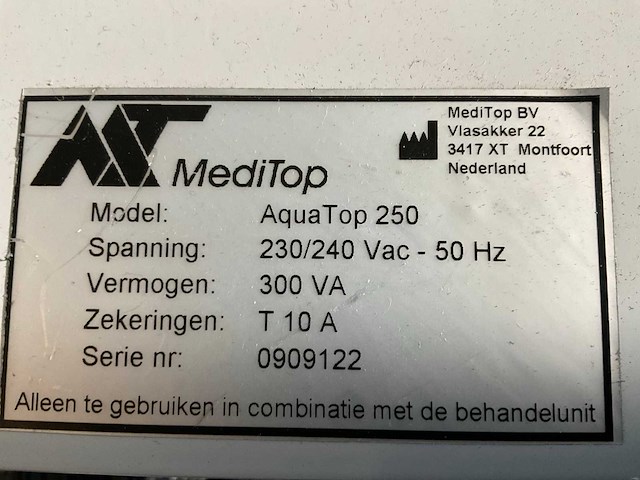 MT MediTop
MediTop BV
Vlasakker 22
3417 XT Montfoort
Nederland
Model: AquaTop 250
Spanning: 230/240 Vac - 50 Hz
Vermogen: 300 VA
Zekeringen: T 10 A
Serie nr: 0909122
Alleen te gebruiken in combinatie met de behandelunit